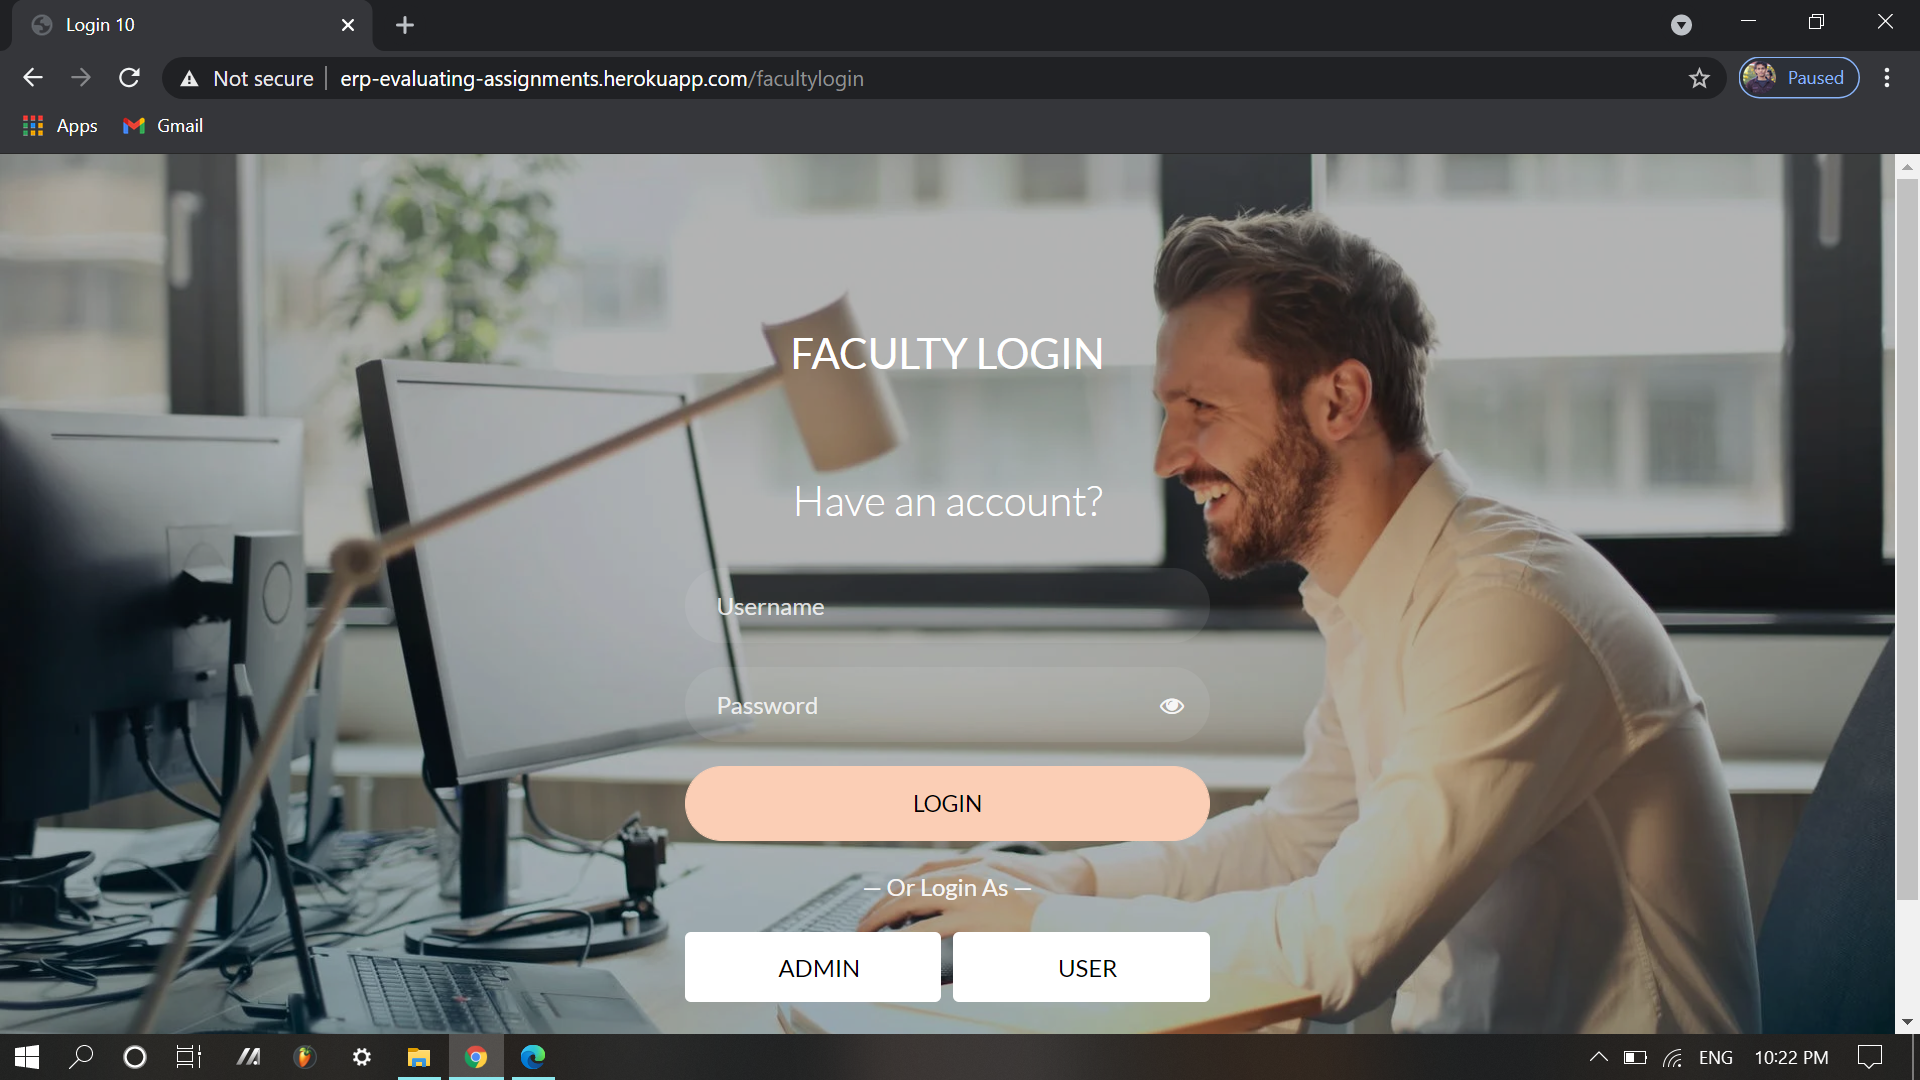 Login 10
Not secure
erp-evaluating-assignments.herokuapp.com/facultylogin
Paused
Apps
Gmail
FACULTY LOGIN
Have an account?
Username
Password
LOGIN
— Or Login As —
ADMIN
USER
ENG
10:22 PM